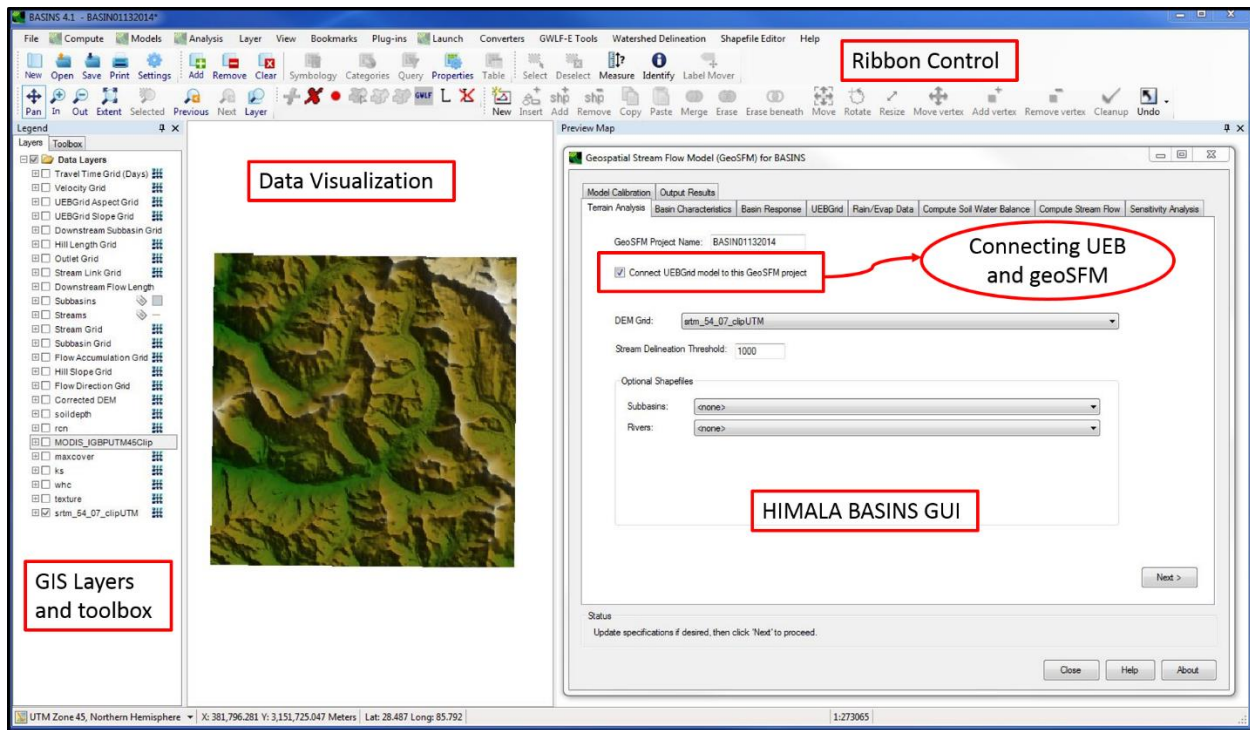 BASINS 4.1 - BASIN01132014*
File Compute Models Analysis Layer View Bookmarks Plug-ins Launch Converters GWLF-E Tools Watershed Delineation Shapefile Editor Help
New Open Save Print Settings Add Remove Clear Symbology Categories Query Properties Table Select Deselect Measure Identify Label Mover
Ribbon Control
GWLF
Pan In Out Extent Selected Previous Next Layer New Insert Add Remove Copy Paste Merge Erase Erase beneath Move Rotate Resize Move vertex Add vertex Remove vertex Cleanup Undo
Legend
Layers Toolbox
Data Layers
Travel Time Grid (Days)
Velocity Grid
UEBGrid Aspect Grid
UEBGrid Slope Grid
Downstream Subbasin Grid
Hill Length Grid
Outlet Grid
Stream Link Grid
Downstream Flow Length
Subbasins
Streams
Stream Grid
Subbasin Grid
Flow Accumulation Grid
Hill Slope Grid
Flow Direction Grid
Corrected DEM
soildepth
rcn
MODIS_IGBPUTM45Clip
maxcover
ks
whc
texture
srtm_54_07_clipUTM
GIS Layers
and toolbox
Data Visualization
Preview Map
Geospatial Stream Flow Model (GeoSFM) for BASINS
Model Calibration Output Results
Terrain Analysis Basin Characteristics Basin Response UEBGrid Rain/Evap Data Compute Soil Water Balance Compute Stream Flow Sensitivity Analysis
GeoSFM Project Name: BASIN01132014
Connect UEBGrid model to this GeoSFM project
Connecting UEB
and geoSFM
DEM Grid: srtm_54_07_clipUTM
Stream Delineation Threshold: 1000
Optional Shapefiles
Subbasins: <none>
Rivers: <none>
HIMALA BASINS GUI
Next >
Status
Update specifications if desired, then click 'Next' to proceed.
Close Help About
UTM Zone 45, Northern Hemisphere X: 381,796.281 Y: 3,151,725.047 Meters Lat: 28.487 Long: 85.792 1:273065